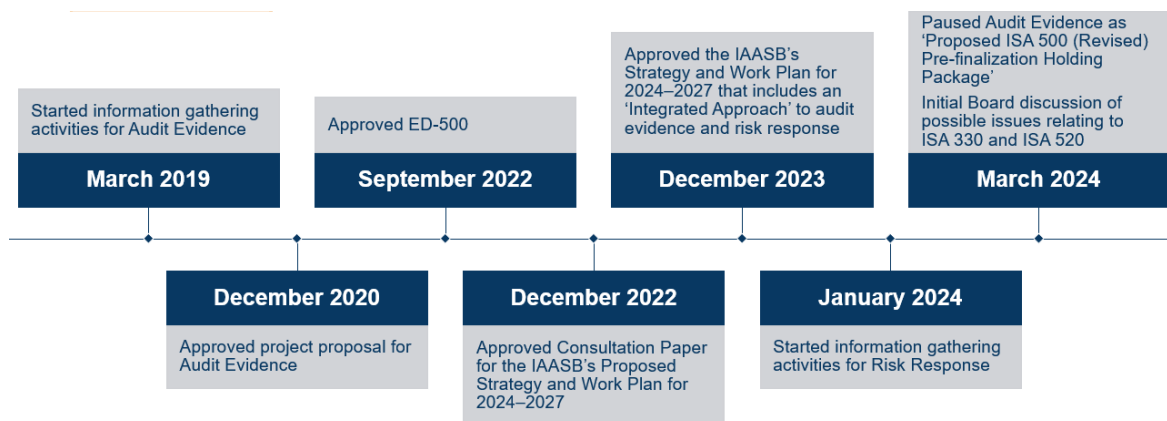 Started information gathering
activities for Audit Evidence
March 2019
December 2020
Approved project proposal for
Audit Evidence
Approved ED-500
September 2022
December 2022
Approved Consultation Paper
for the IAASB's Proposed
Strategy and Work Plan for
2024–2027
Approved the IAASB's
Strategy and Work Plan for
2024–2027 that includes an
‘Integrated Approach’ to audit
evidence and risk response
December 2023
January 2024
Started information gathering
activities for Risk Response
Paused Audit Evidence as
‘Proposed ISA 500 (Revised)
Pre-finalization Holding
Package’
Initial Board discussion of
possible issues relating to
ISA 330 and ISA 520
March 2024